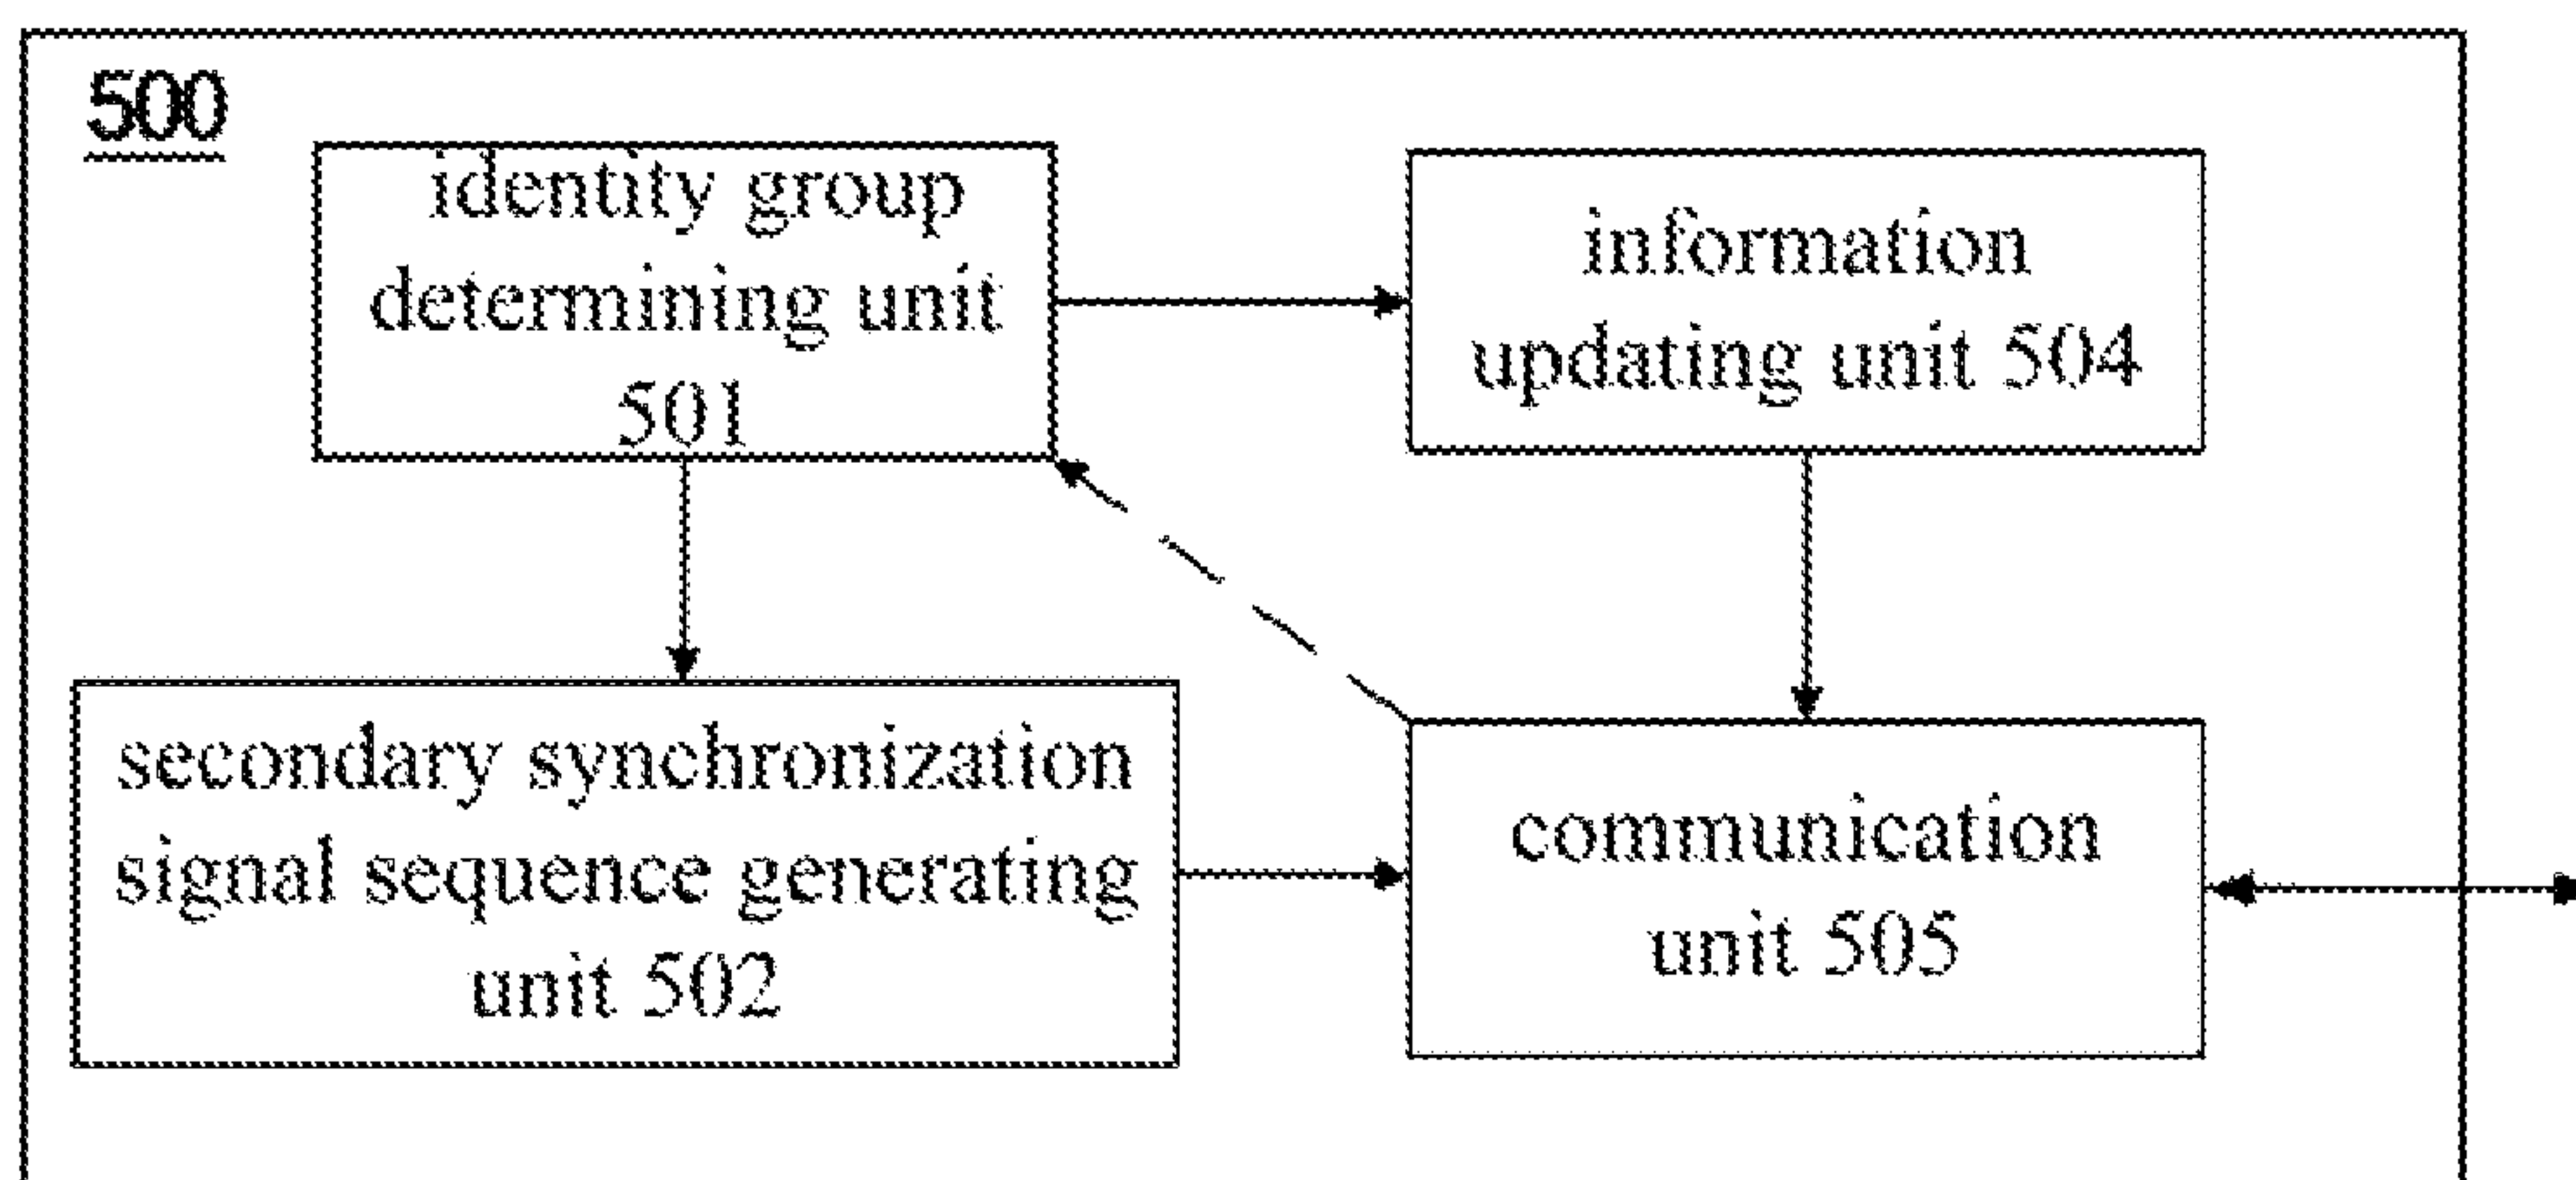 500
identity group
determining unit
501
information
updating unit 504
secondary synchronization
signal sequence generating
unit 502
communication
unit 505